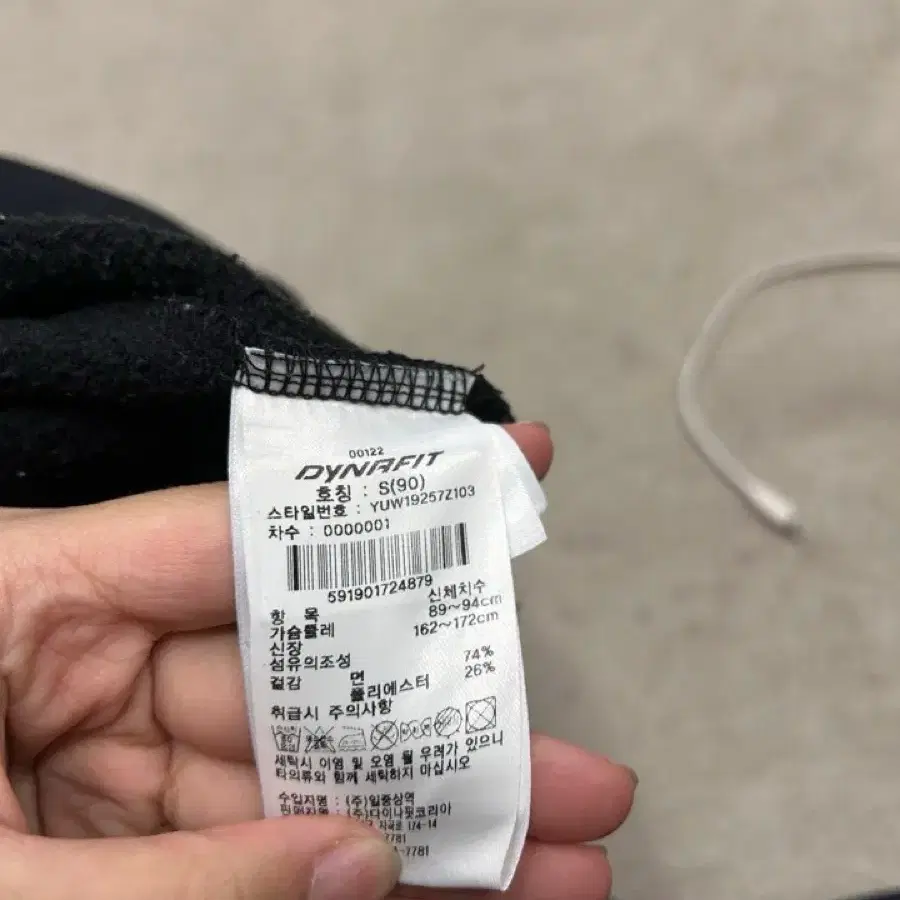 00122
DYNAFIT
호칭 : S(90)
스타일번호 : YUW19257Z103
차수 : 0000001
591901724879
항 목 신체치수
가슴둘레 89~94cm
신장 162~172cm
섬유의조성
겉감 면 74%
폴리에스터 26%
취급시 주의사항
세탁시 이염 및 오염 될 우려가 있으니
타의류와 함께 세탁하지 마십시오
수입자명 : (주)일중상역
판매자명 : (주)다이나핏코리아
174-14
7781
-7781